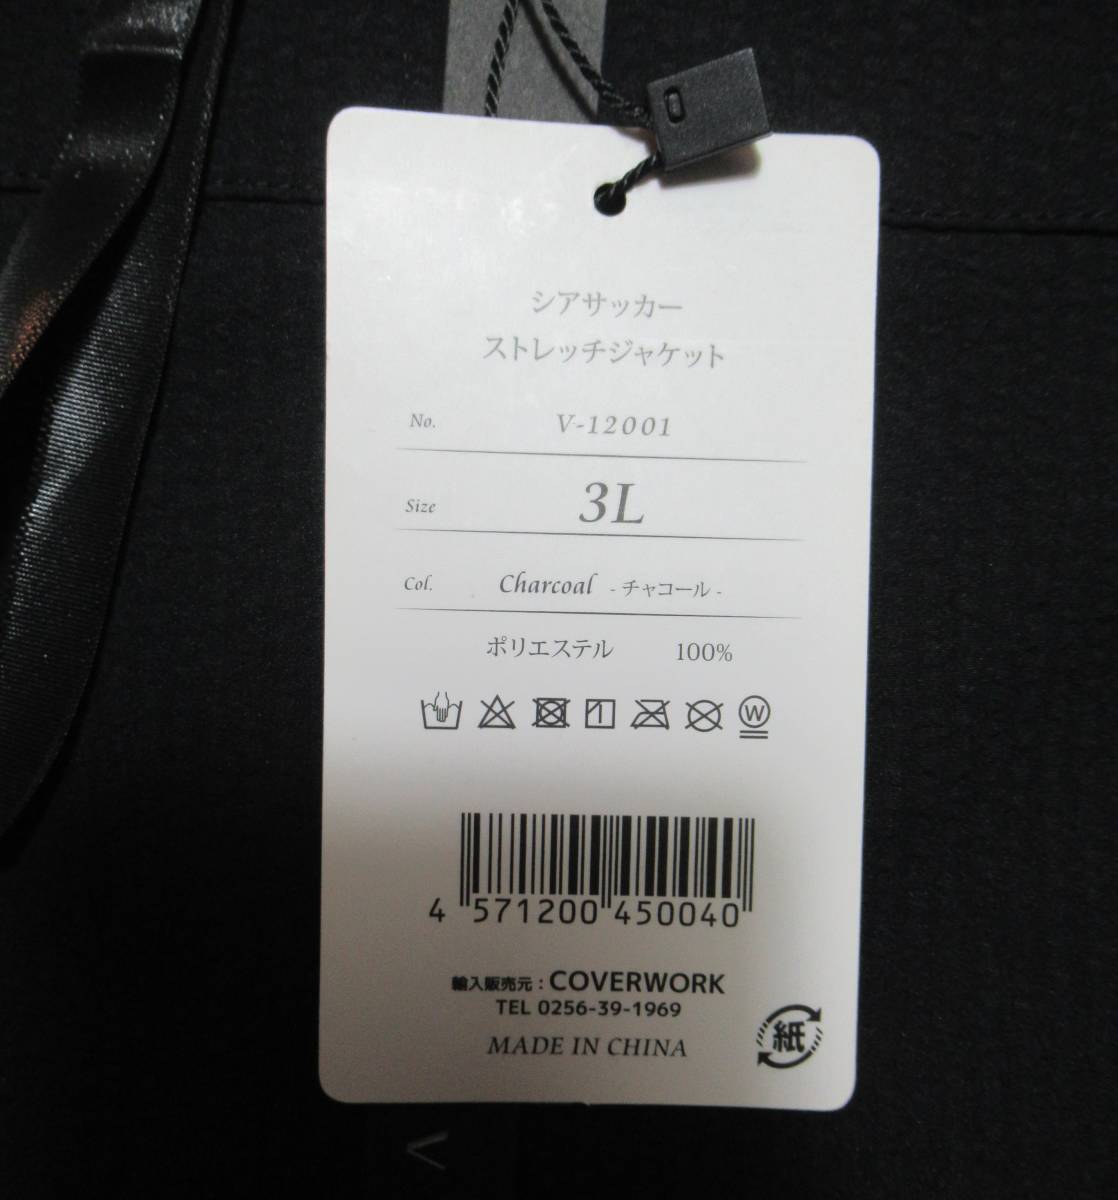 シアサッカー
ストレッチジャケット
No. V-12001
Size 3L
Col. Charcoal - チャコール -
ポリエステル 100%
W
4 571200 450040
輸入販売元 : COVERWORK
TEL 0256-39-1969
MADE IN CHINA
紙